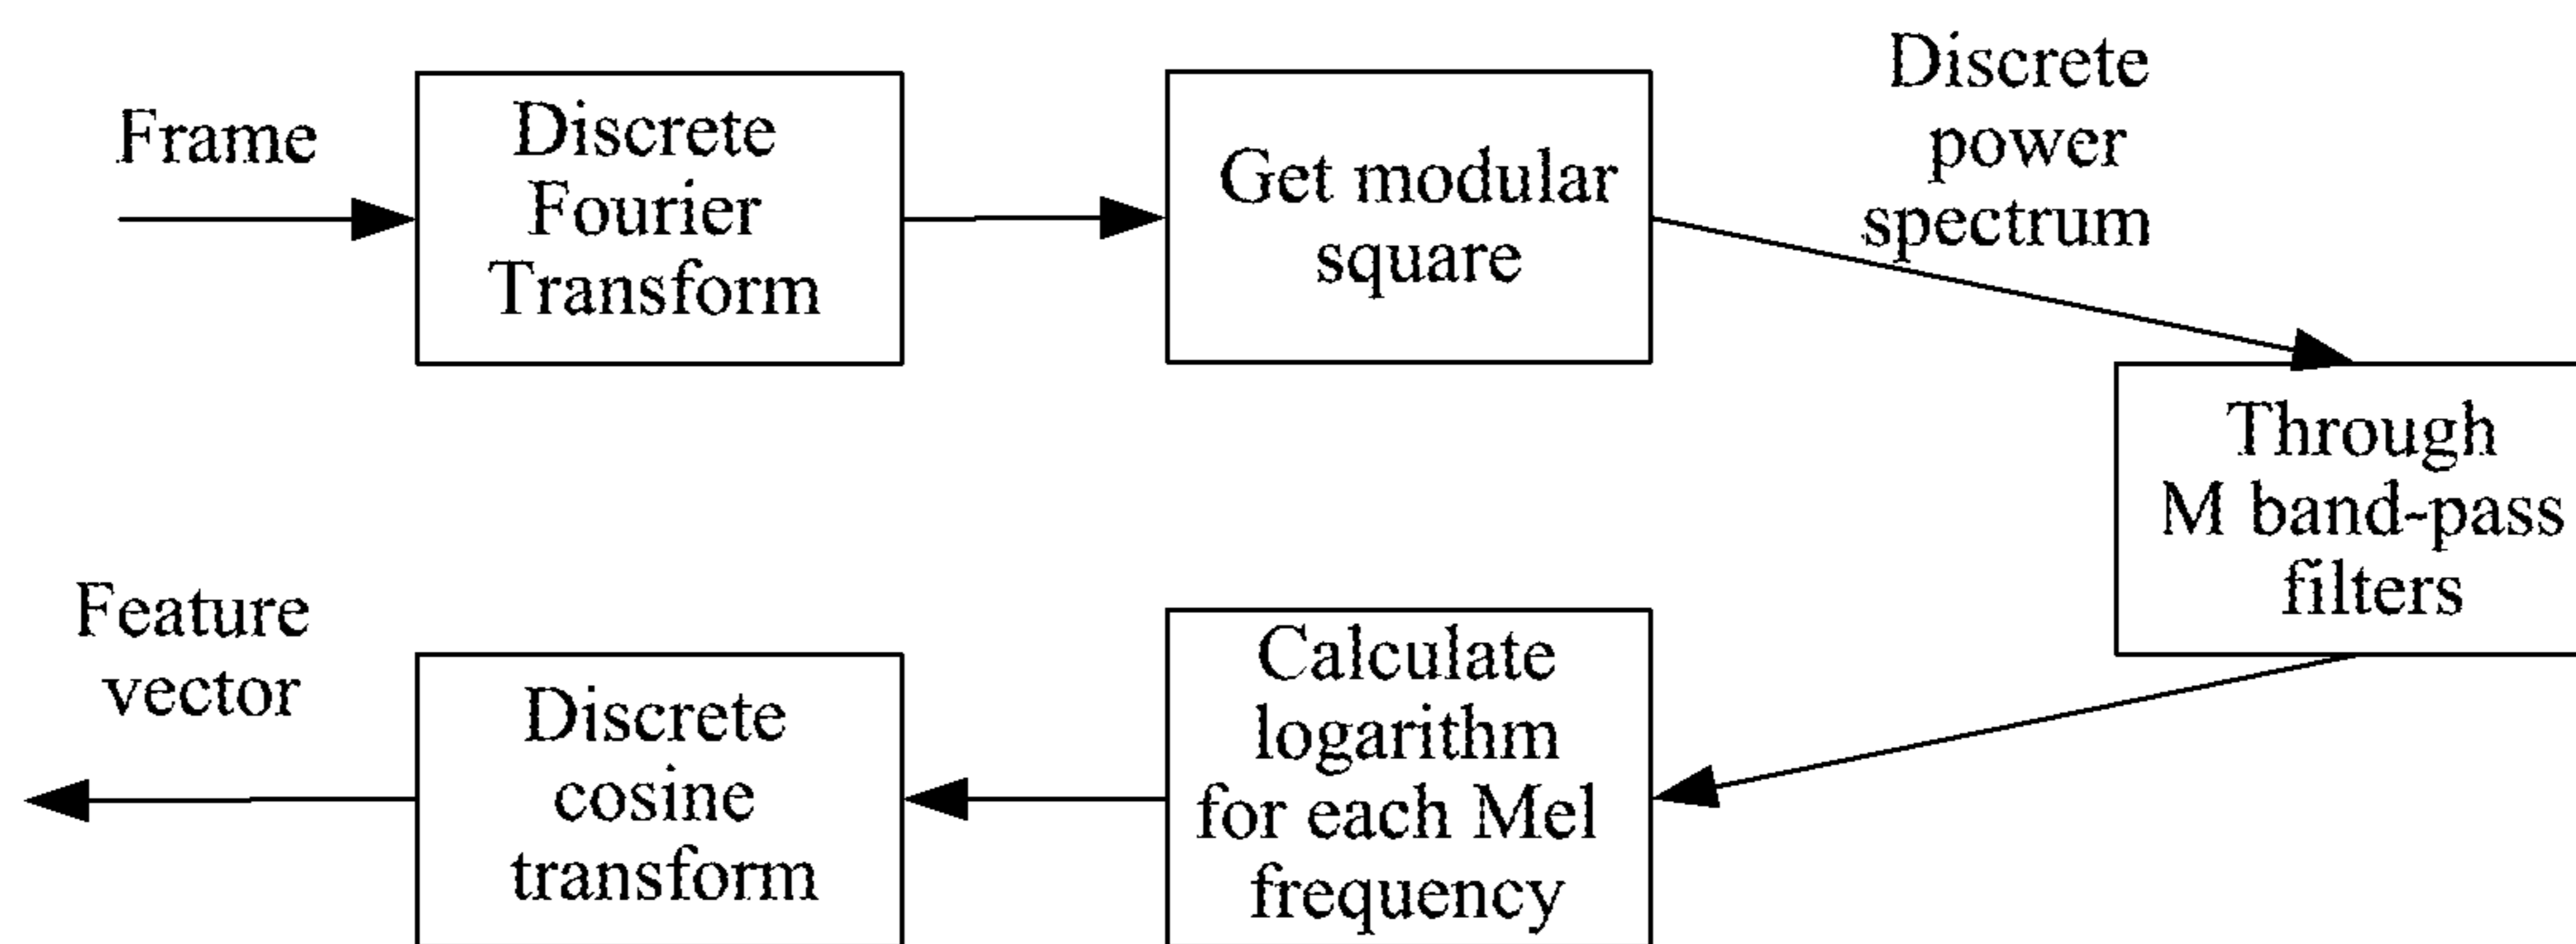 Frame
Discrete
Fourier
Transform
Get modular
square
Discrete
power
spectrum
Through
M band-pass
filters
Calculate
logarithm
for each Mel
frequency
Discrete
cosine
transform
Feature
vector